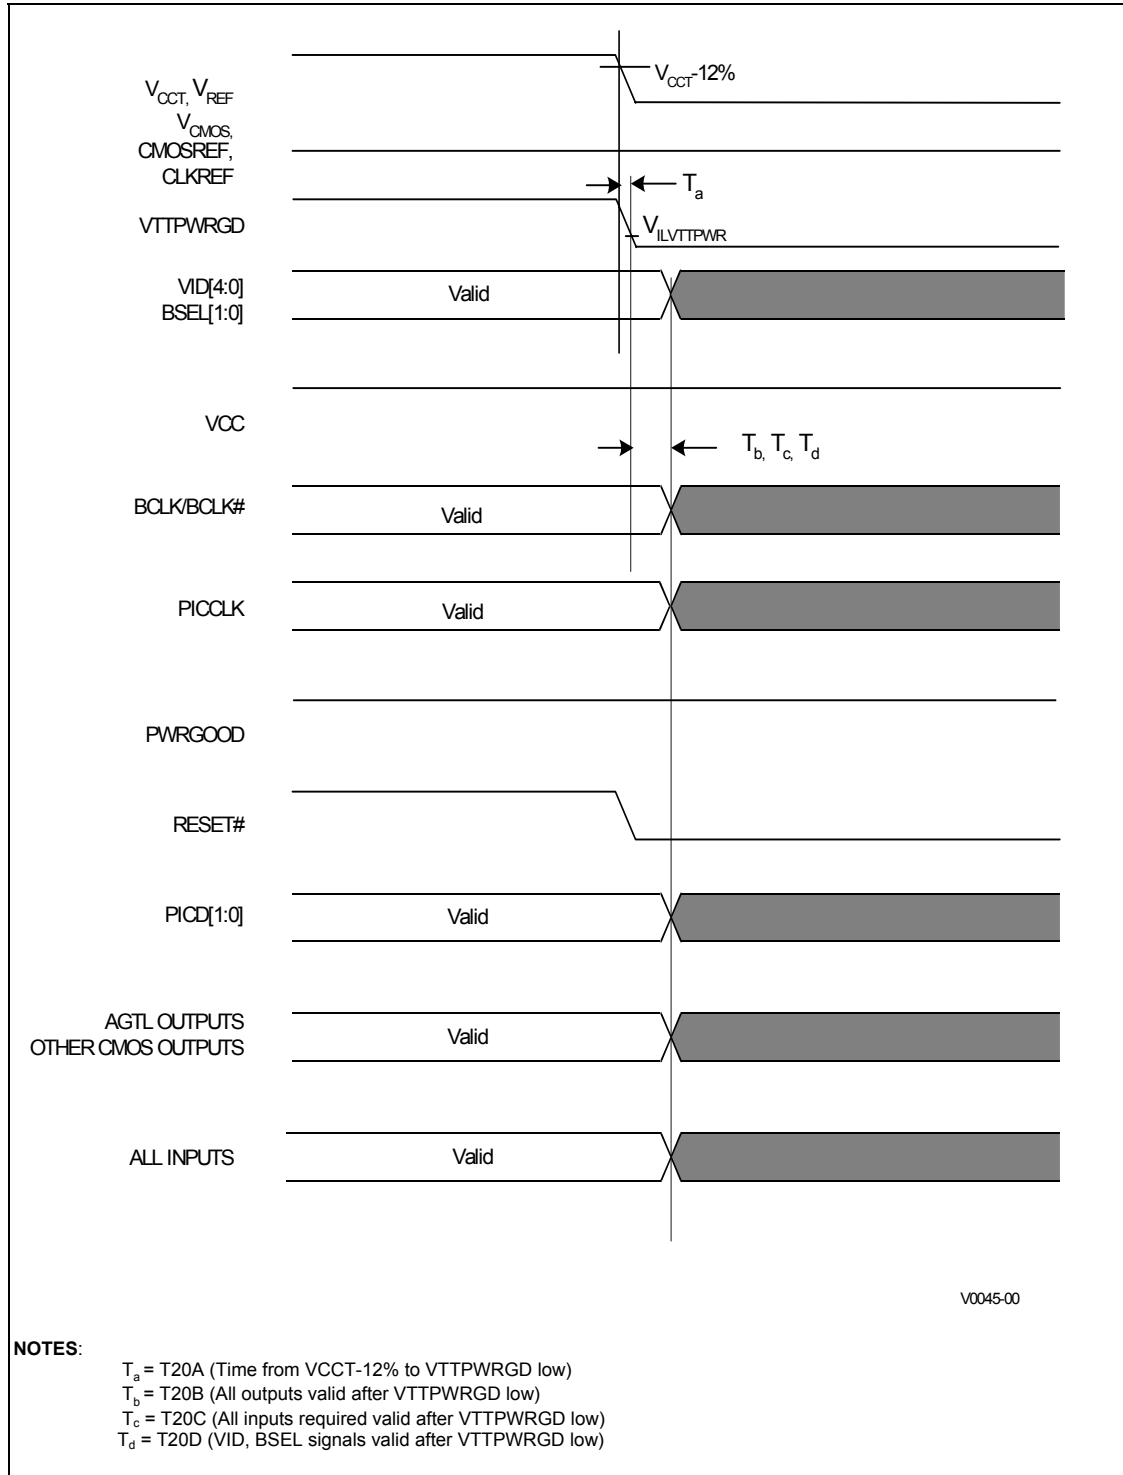 V_CCT-12%
V_CCT, V_REF
V_CMOS,
CMOSREF,
CLKREF
T_a
VTTPWRGD
V_ILVTTPWR
VID[4:0]
BSEL[1:0]
Valid
VCC
T_b, T_c, T_d
BCLK/BCLK#
Valid
PICCLK
Valid
PWRGOOD
RESET#
PICD[1:0]
Valid
AGTL OUTPUTS
OTHER CMOS OUTPUTS
Valid
ALL INPUTS
Valid
V0045-00
NOTES:
T_a = T20A (Time from VCCT-12% to VTTPWRGD low)
T_b = T20B (All outputs valid after VTTPWRGD low)
T_c = T20C (All inputs required valid after VTTPWRGD low)
T_d = T20D (VID, BSEL signals valid after VTTPWRGD low)